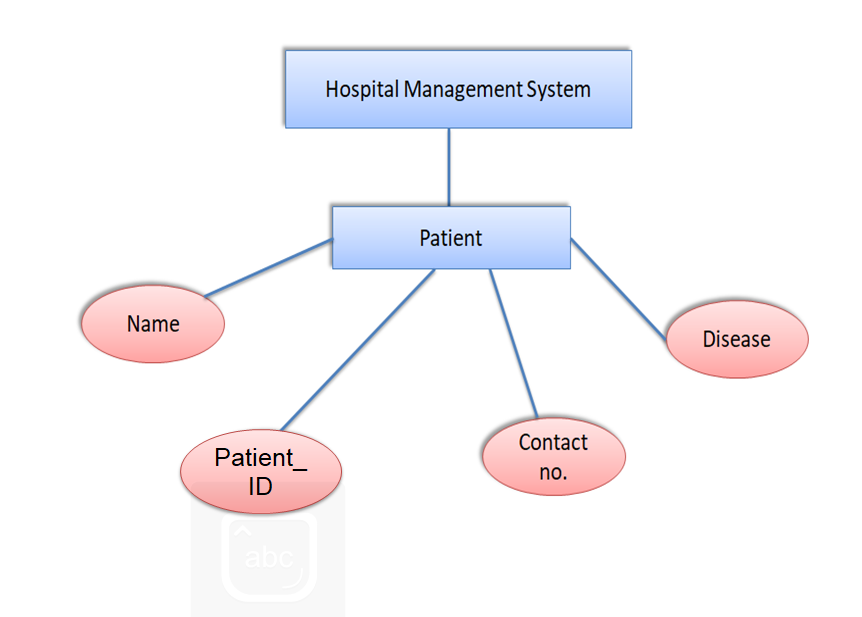 Hospital Management System
Patient
Name
Disease
Patient_
ID
Contact
no.
abc